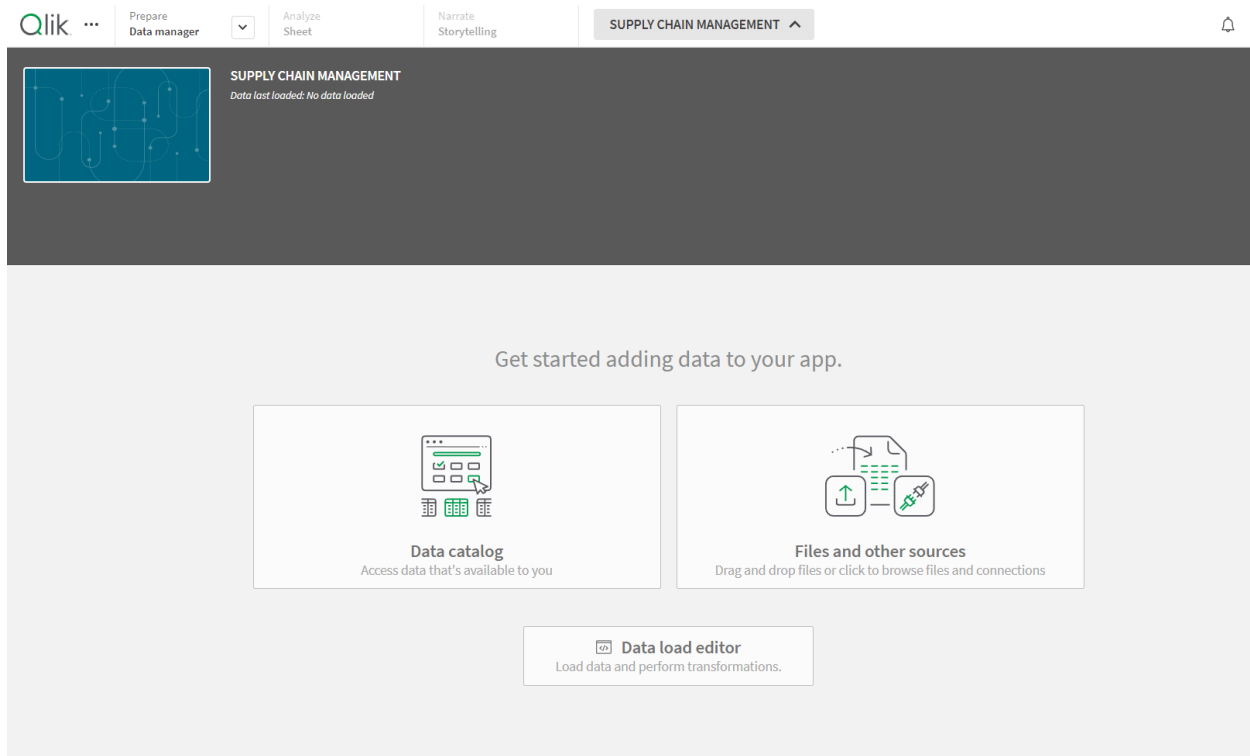 Qlik
Prepare
Data manager
Analyze
Sheet
Narrate
Storytelling
SUPPLY CHAIN MANAGEMENT
SUPPLY CHAIN MANAGEMENT
Data last loaded: No data loaded
Get started adding data to your app.
Data catalog
Access data that's available to you
Files and other sources
Drag and drop files or click to browse files and connections
Data load editor
Load data and perform transformations.